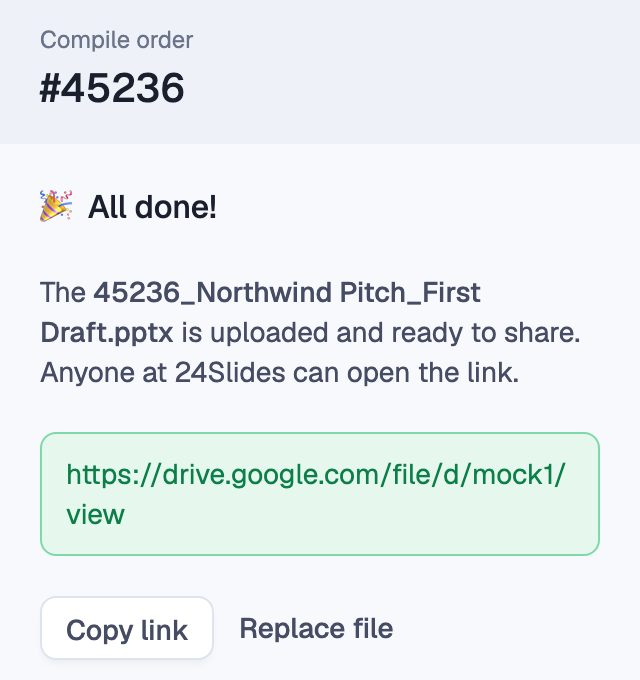 Compile order
#45236
🎉 All done!
The 45236_Northwind Pitch_First
Draft.pptx is uploaded and ready to share.
Anyone at 24Slides can open the link.
https://drive.google.com/file/d/mock1/
view
Copy link Replace file